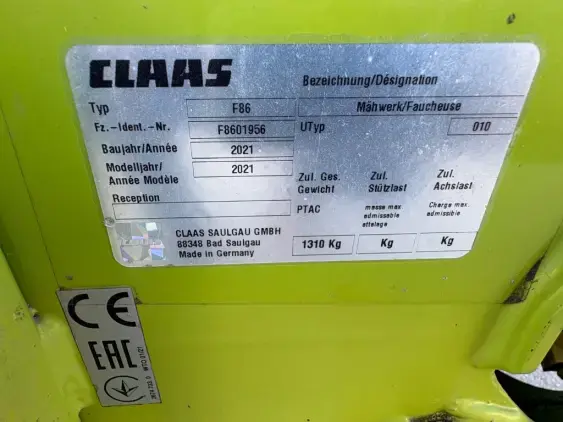 CLAAS
Bezeichnung/Désignation
Typ F86 Mähwerk/Faucheuse
Fz.-Ident.-Nr. F8601956 UTyp 010
Baujahr/Année 2021
Modelljahr/ Année Modèle 2021
Reception
Zul. Ges. Gewicht
Zul. Stützlast
Zul. Achslast
PTAC
masse max admissable attelage
Charge max admissible.
1310 Kg Kg Kg
CLAAS SAULGAU GMBH
88348 Bad Saulgau
Made in Germany
CE
EAC